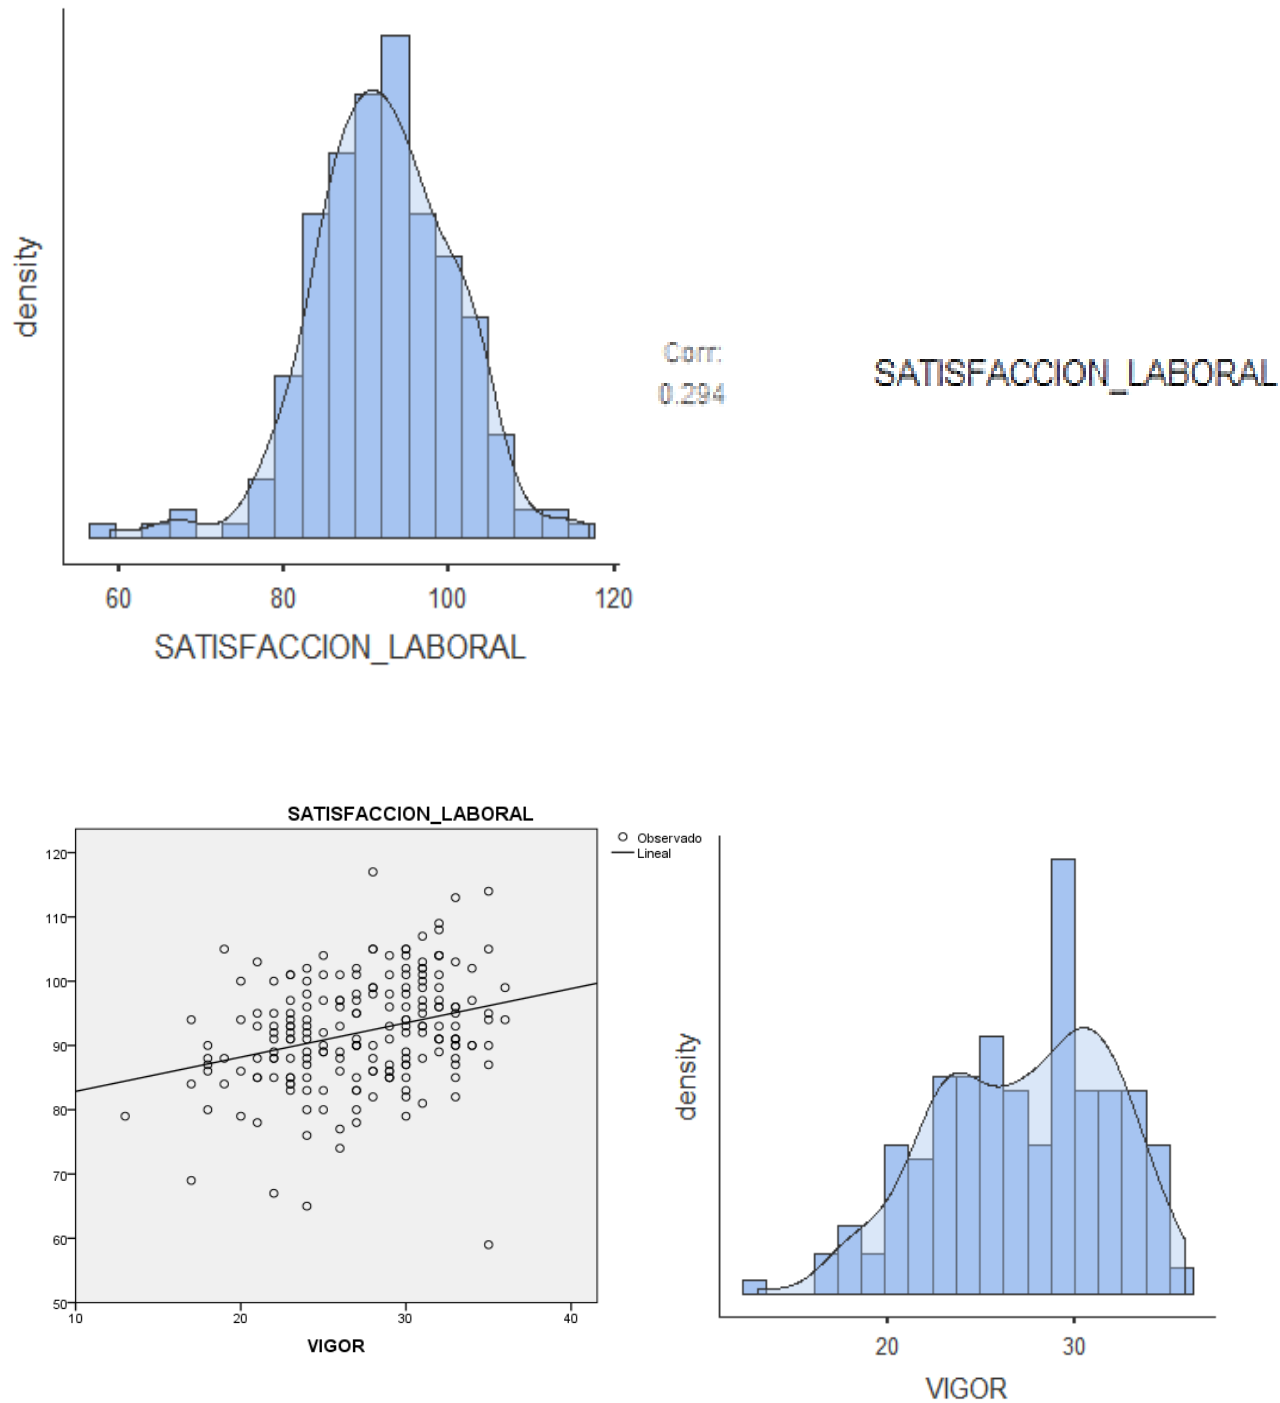 density
60 80 100 120
SATISFACCION_LABORAL
Corr:
0.294
SATISFACCION_LABORAL
SATISFACCION_LABORAL
120
110
100
90
80
70
60
50
10 20 30 40
VIGOR
Observado
Lineal
density
20 30
VIGOR